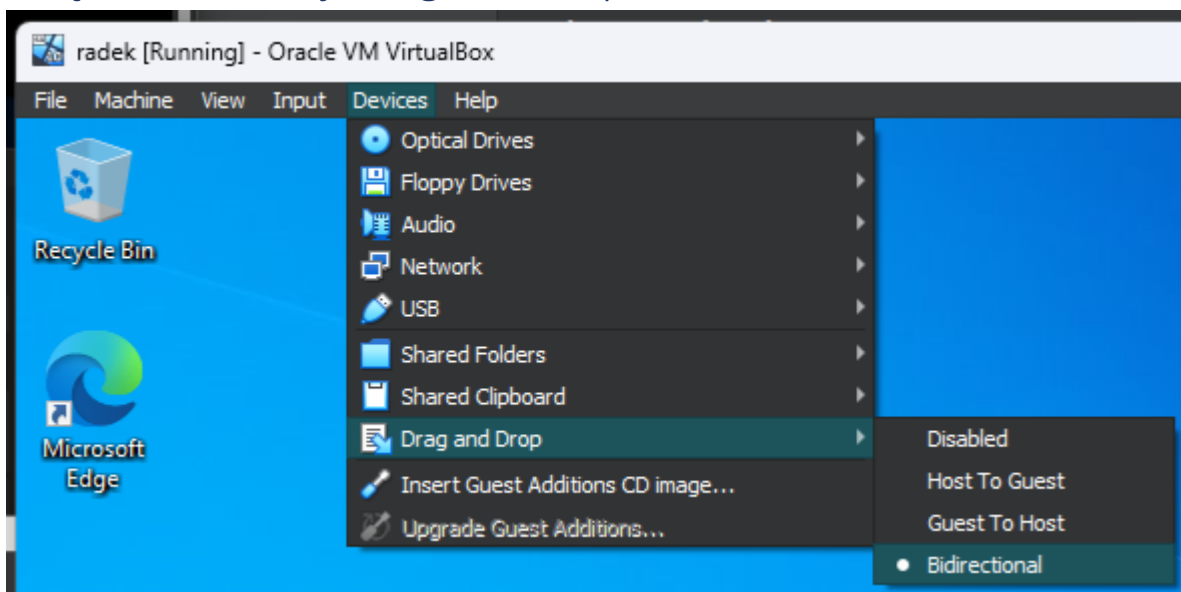 radek [Running] - Oracle VM VirtualBox
File Machine View Input Devices Help
Optical Drives
Floppy Drives
Audio
Network
USB
Shared Folders
Shared Clipboard
Drag and Drop
Insert Guest Additions CD image...
Upgrade Guest Additions...
Disabled
Host To Guest
Guest To Host
Bidirectional
Recycle Bin
Microsoft
Edge